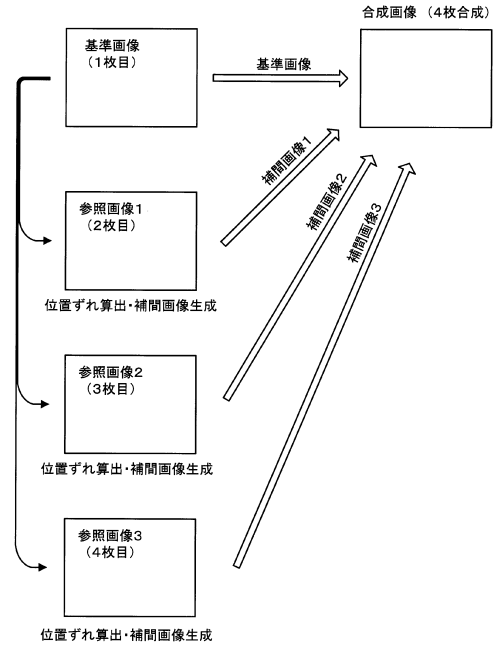 合成画像 （4枚合成）
基準画像
（1枚目）
基準画像
補間画像1
参照画像1
（2枚目）
補間画像2
補間画像3
位置ずれ算出・補間画像生成
参照画像2
（3枚目）
位置ずれ算出・補間画像生成
参照画像3
（4枚目）
位置ずれ算出・補間画像生成